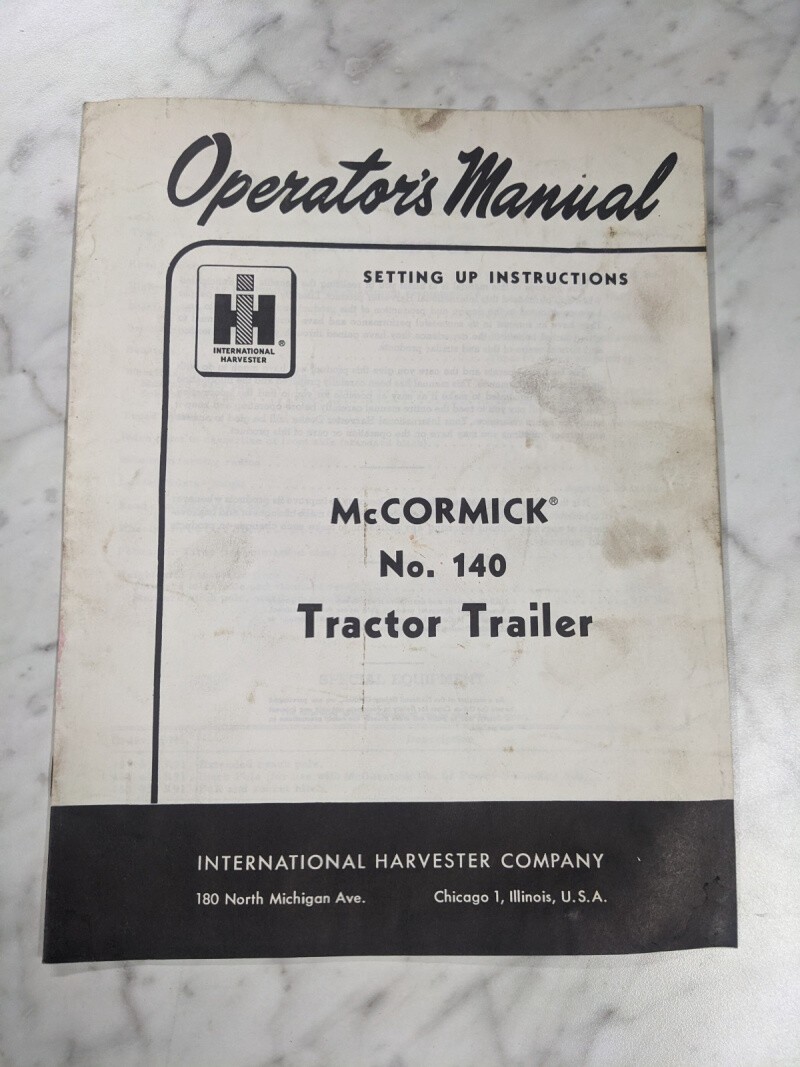 Operator's Manual
SETTING UP INSTRUCTIONS
IH
®
INTERNATIONAL
HARVESTER
McCORMICK®
No. 140
Tractor Trailer
INTERNATIONAL HARVESTER COMPANY
180 North Michigan Ave. Chicago 1, Illinois, U.S.A.